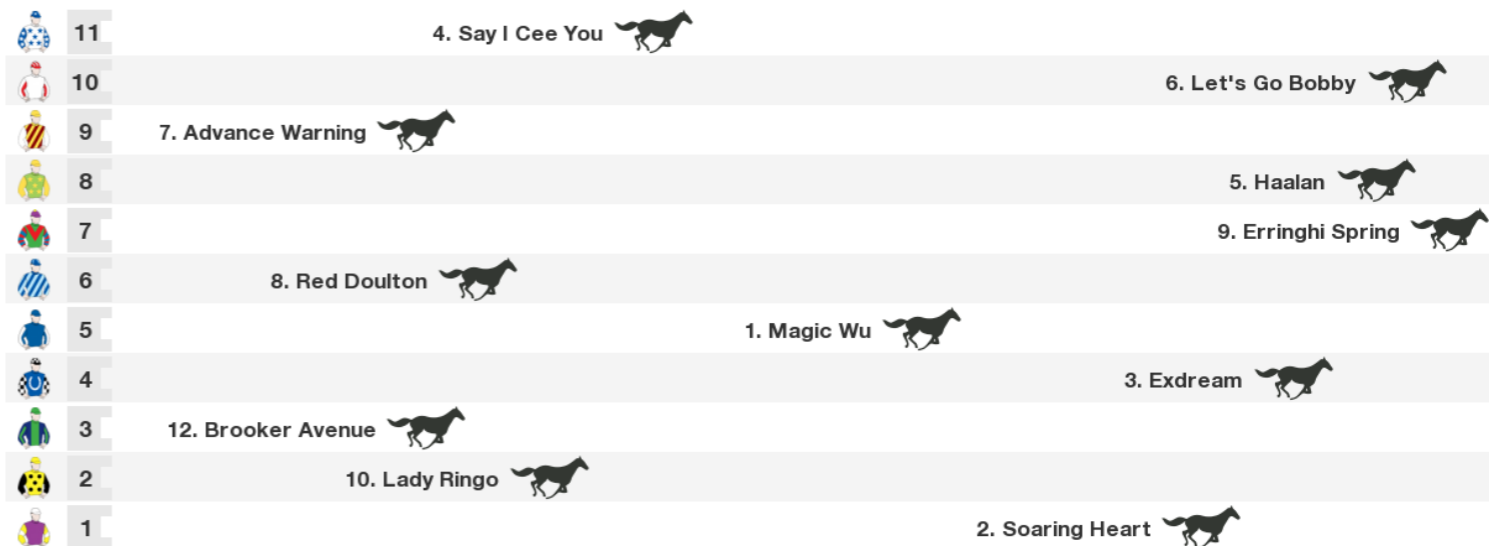 11 4. Say I Cee You
10 6. Let's Go Bobby
9 7. Advance Warning
8 5. Haalan
7 9. Erringhi Spring
6 8. Red Doulton
5 1. Magic Wu
4 3. Exdream
3 12. Brooker Avenue
2 10. Lady Ringo
1 2. Soaring Heart